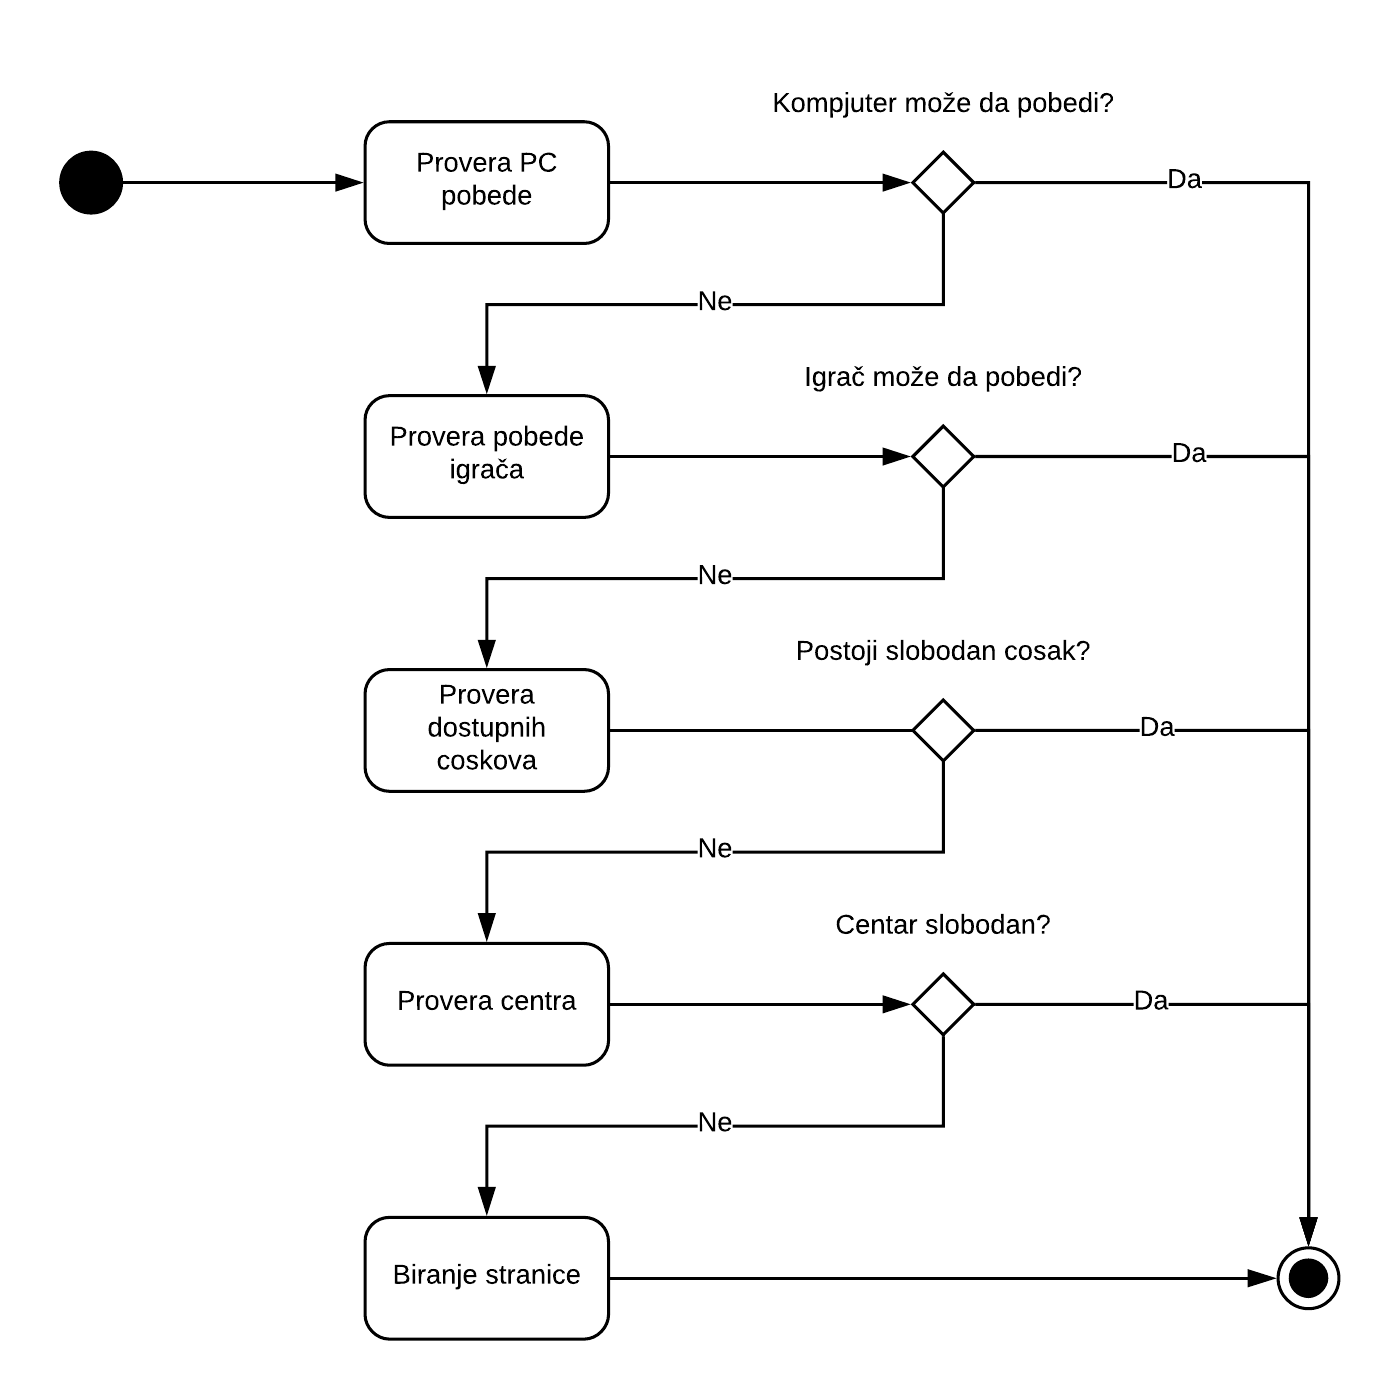 Kompjuter može da pobedi?
Provera PC
pobede
Da
Ne
Igrač može da pobedi?
Provera pobede
igrača
Da
Ne
Postoji slobodan cosak?
Provera
dostupnih
coskova
Da
Ne
Centar slobodan?
Provera centra
Da
Ne
Biranje stranice